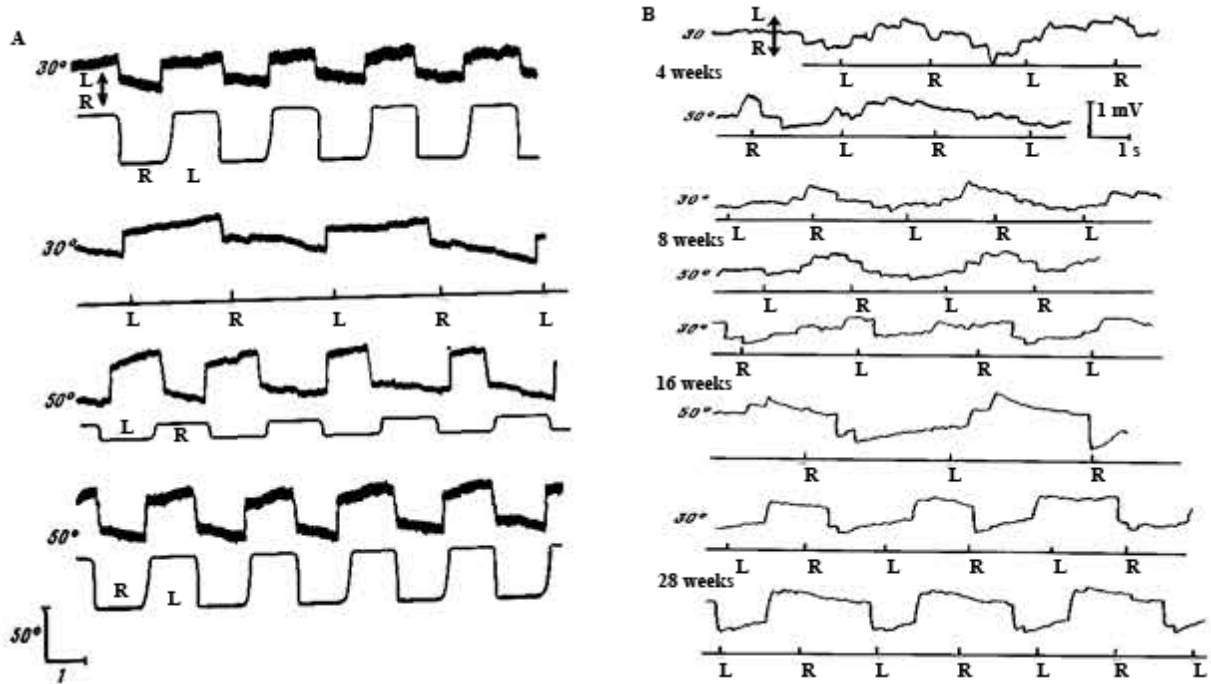 A
30°
L
R
R L
30°
L R L R L
50°
L R
50°
R L
50°
1
B
L
R
30
4 weeks
L R L R
50°
1 mV
1 s
R L R L
30°
L R L R L
8 weeks
50°
L R L R
30°
R L R L
16 weeks
50°
R L R
30°
L R L R L R
28 weeks
L R L R L R L